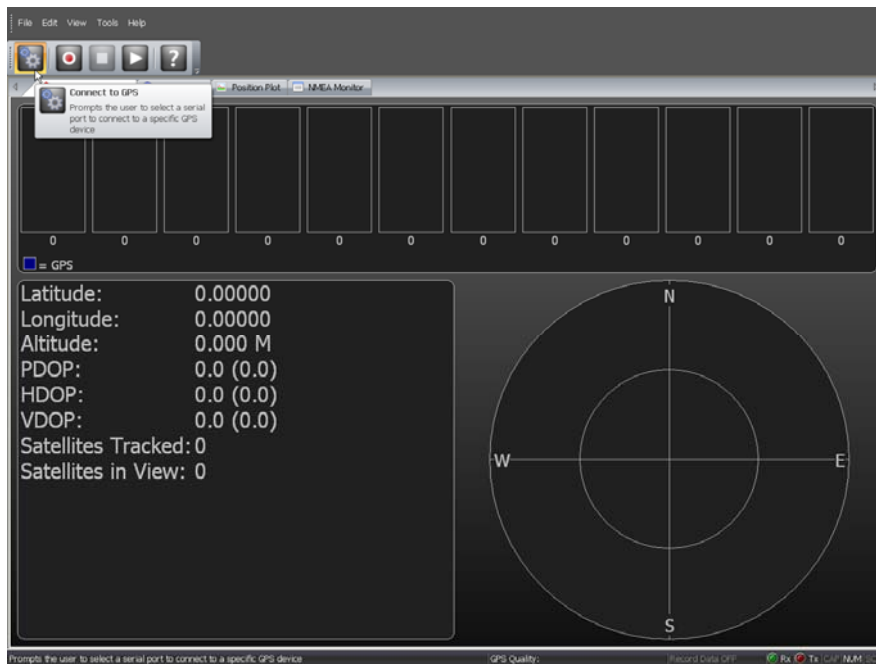 File Edit View Tools Help
?
Position Plot NMEA Monitor
Connect to GPS
Prompts the user to select a serial
port to connect to a specific GPS
device
0 0 0 0 0 0 0 0 0 0 0 0
= GPS
Latitude: 0.00000
Longitude: 0.00000
Altitude: 0.000 M
PDOP: 0.0 (0.0)
HDOP: 0.0 (0.0)
VDOP: 0.0 (0.0)
Satellites Tracked: 0
Satellites in View: 0
N
W E
S
Prompts the user to select a serial port to connect to a specific GPS device GPS Quality: Record Data OFF Rx Tx CAP NUM